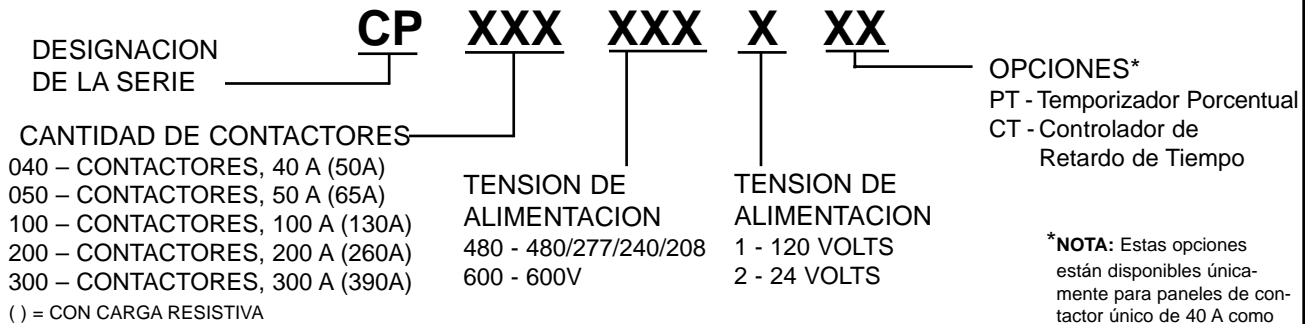 CP XXX XXX X XX
DESIGNACION
DE LA SERIE
CANTIDAD DE CONTACTORES
040 – CONTACTORES, 40 A (50A)
050 – CONTACTORES, 50 A (65A)
100 – CONTACTORES, 100 A (130A)
200 – CONTACTORES, 200 A (260A)
300 – CONTACTORES, 300 A (390A)
( ) = CON CARGA RESISTIVA
TENSION DE
ALIMENTACION
480 - 480/277/240/208
600 - 600V
TENSION DE
ALIMENTACION
1 - 120 VOLTS
2 - 24 VOLTS
OPCIONES*
PT - Temporizador Porcentual
CT - Controlador de
Retardo de Tiempo
*NOTA: Estas opciones
están disponibles única-
mente para paneles de con-
tactor único de 40 A como